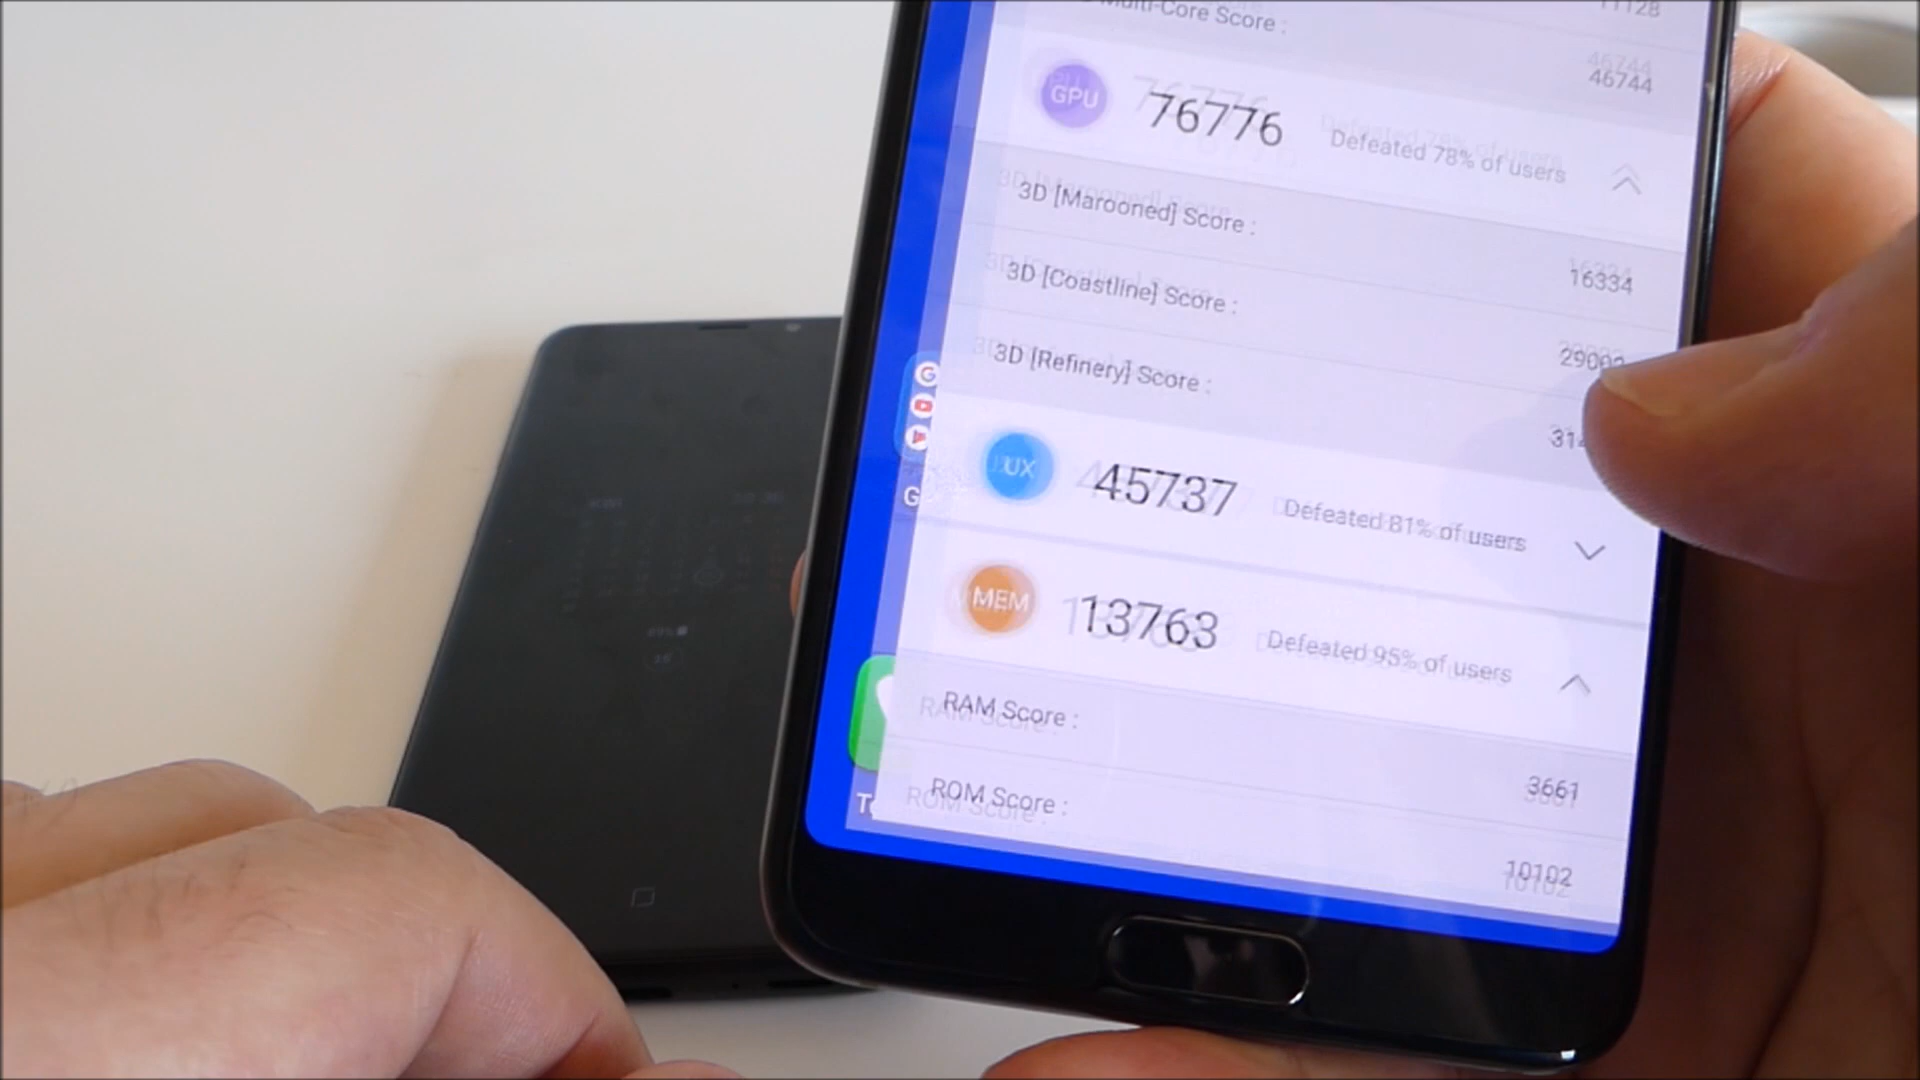 11128
Multi-Core Score :
46744
GPU 76776 Defeated 78% of users
3D [Marooned] Score :
16334
3D [Coastline] Score :
29002
3D [Refinery] Score :
UX 45737 Defeated 81% of users
MEM 13763 Defeated 95% of users
RAM Score :
3661
ROM Score :
10102